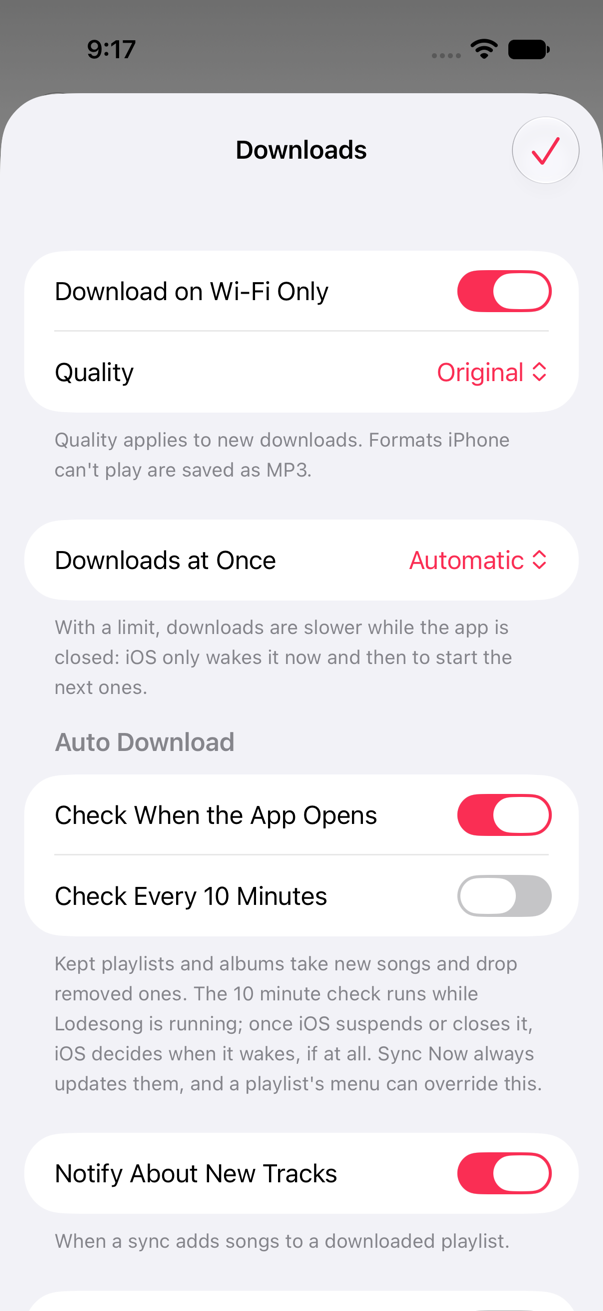 9:17
Downloads
Download on Wi-Fi Only
Quality
Original
Quality applies to new downloads. Formats iPhone
can't play are saved as MP3.
Downloads at Once
Automatic
With a limit, downloads are slower while the app is
closed: iOS only wakes it now and then to start the
next ones.
Auto Download
Check When the App Opens
Check Every 10 Minutes
Kept playlists and albums take new songs and drop
removed ones. The 10 minute check runs while
Lodesong is running; once iOS suspends or closes it,
iOS decides when it wakes, if at all. Sync Now always
updates them, and a playlist's menu can override this.
Notify About New Tracks
When a sync adds songs to a downloaded playlist.